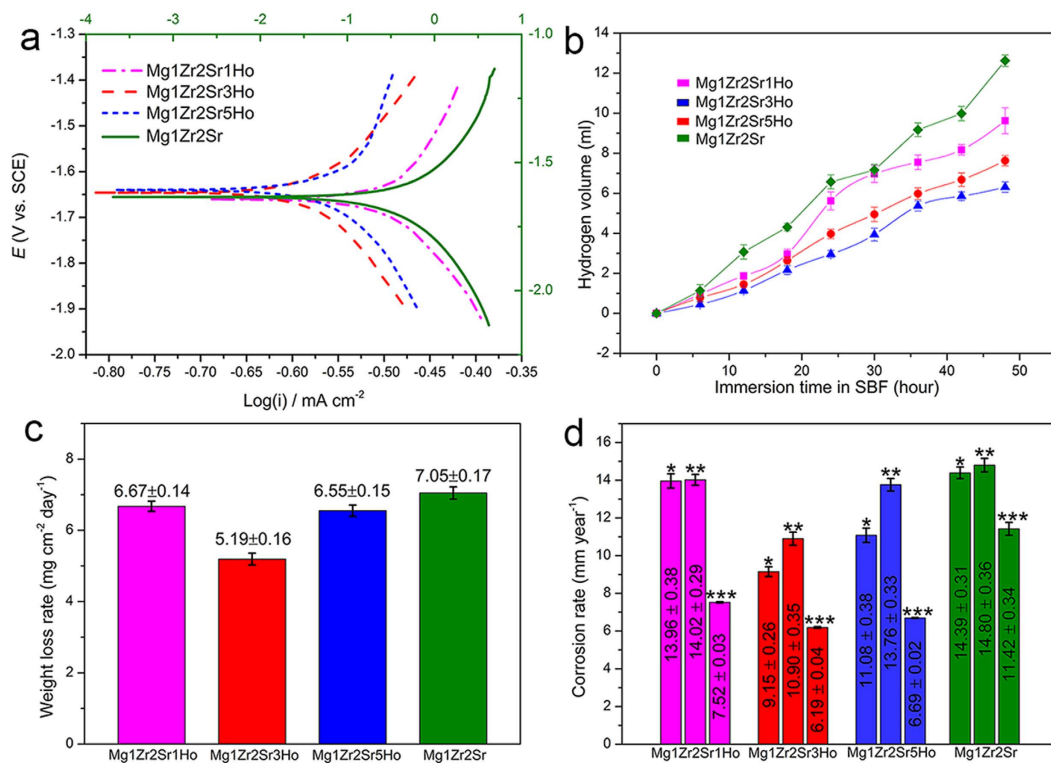 a
-4 -3 -2 -1 0 1
-1.3
-1.4
-1.5
-1.6
-1.7
-1.8
-1.9
-2.0
E (V vs. SCE)
Mg1Zr2Sr1Ho
Mg1Zr2Sr3Ho
Mg1Zr2Sr5Ho
Mg1Zr2Sr
-1.0
-1.5
-2.0
-0.80 -0.75 -0.70 -0.65 -0.60 -0.55 -0.50 -0.45 -0.40 -0.35
Log(i) / mA cm⁻²
b
14
12
10
8
6
4
2
0
-2
Hydrogen volume (ml)
Mg1Zr2Sr1Ho
Mg1Zr2Sr3Ho
Mg1Zr2Sr5Ho
Mg1Zr2Sr
0 10 20 30 40 50
Immersion time in SBF (hour)
c
8
6
4
2
0
Weight loss rate (mg cm⁻² day⁻¹)
6.67±0.14
5.19±0.16
6.55±0.15
7.05±0.17
Mg1Zr2Sr1Ho Mg1Zr2Sr3Ho Mg1Zr2Sr5Ho Mg1Zr2Sr
d
16
14
12
10
8
6
4
2
0
Corrosion rate (mm year⁻¹)
* ** ***
13.96 ± 0.38
14.02 ± 0.29
7.52 ± 0.03
* ** ***
9.15 ± 0.26
10.90 ± 0.35
6.19 ± 0.04
* ** ***
11.08 ± 0.38
13.76 ± 0.33
6.69 ± 0.02
* ** ***
14.39 ± 0.31
14.80 ± 0.36
11.42 ± 0.34
Mg1Zr2Sr1Ho Mg1Zr2Sr3Ho Mg1Zr2Sr5Ho Mg1Zr2Sr